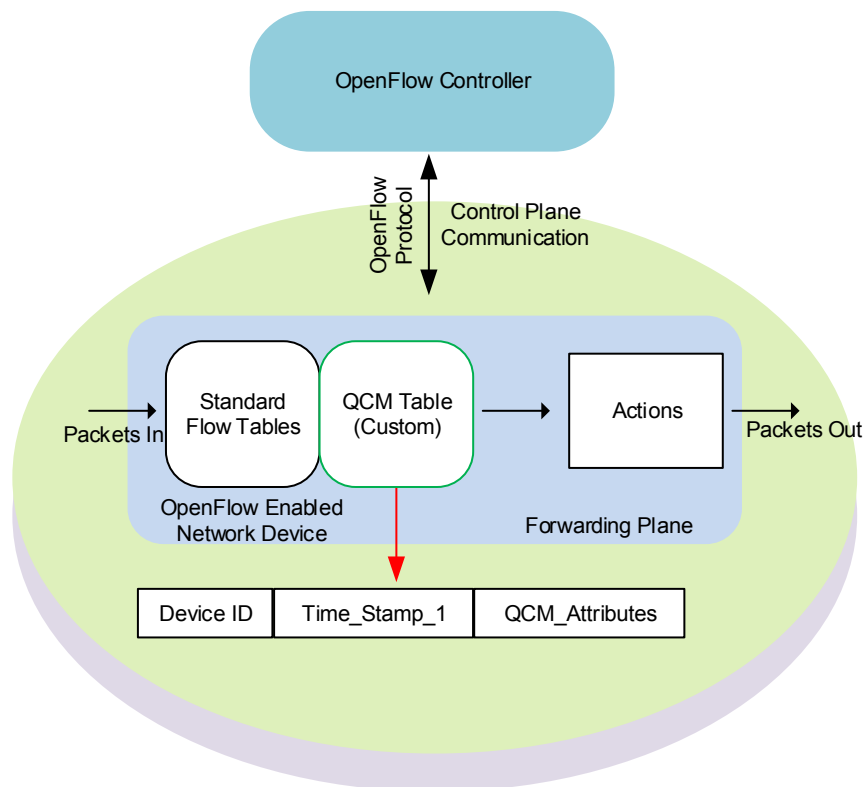 OpenFlow Controller
OpenFlow
Protocol
Control Plane
Communication
Packets In
Standard
Flow Tables
QCM Table
(Custom)
Actions
Packets Out
OpenFlow Enabled
Network Device
Forwarding Plane
Device ID
Time_Stamp_1
QCM_Attributes